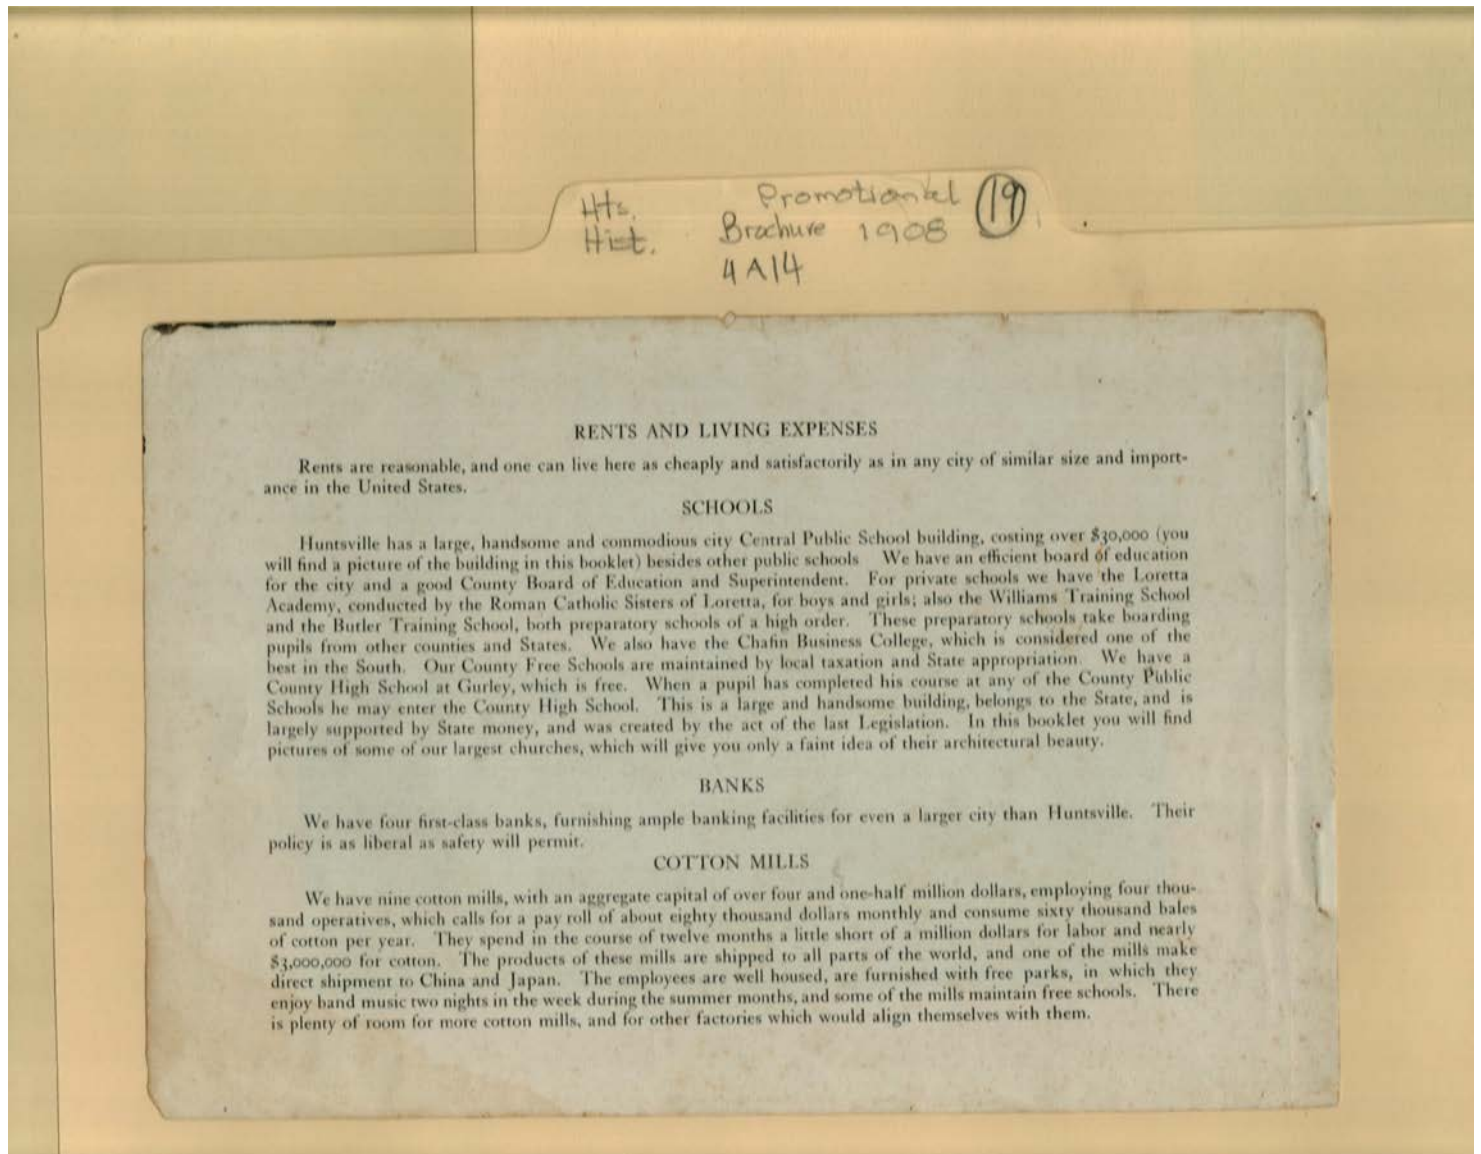 Hts. Promotional 19
Hist. Brochure 1908
4A14
RENTS AND LIVING EXPENSES
Rents are reasonable, and one can live here as cheaply and satisfactorily as in any city of similar size and import-
ance in the United States.
SCHOOLS
Huntsville has a large, handsome and commodious city Central Public School building, costing over $30,000 (you
will find a picture of the building in this booklet) besides other public schools We have an efficient board of education
for the city and a good County Board of Education and Superintendent. For private schools we have the Loretta
Academy, conducted by the Roman Catholic Sisters of Loretta, for boys and girls; also the Williams Training School
and the Butler Training School, both preparatory schools of a high order. These preparatory schools take boarding
pupils from other counties and States. We also have the Chafin Business College, which is considered one of the
best in the South. Our County Free Schools are maintained by local taxation and State appropriation. We have a
County High School at Gurley, which is free. When a pupil has completed his course at any of the County Public
Schools he may enter the County High School. This is a large and handsome building, belongs to the State, and is
largely supported by State money, and was created by the act of the last Legislation. In this booklet you will find
pictures of some of our largest churches, which will give you only a faint idea of their architectural beauty.
BANKS
We have four first-class banks, furnishing ample banking facilities for even a larger city than Huntsville. Their
policy is as liberal as safety will permit.
COTTON MILLS
We have nine cotton mills, with an aggregate capital of over four and one-half million dollars, employing four thou-
sand operatives, which calls for a pay roll of about eighty thousand dollars monthly and consume sixty thousand bales
of cotton per year. They spend in the course of twelve months a little short of a million dollars for labor and nearly
$3,000,000 for cotton. The products of these mills are shipped to all parts of the world, and one of the mills make
direct shipment to China and Japan. The employees are well housed, are furnished with free parks, in which they
enjoy band music two nights in the week during the summer months, and some of the mills maintain free schools. There
is plenty of room for more cotton mills, and for other factories which would align themselves with them.